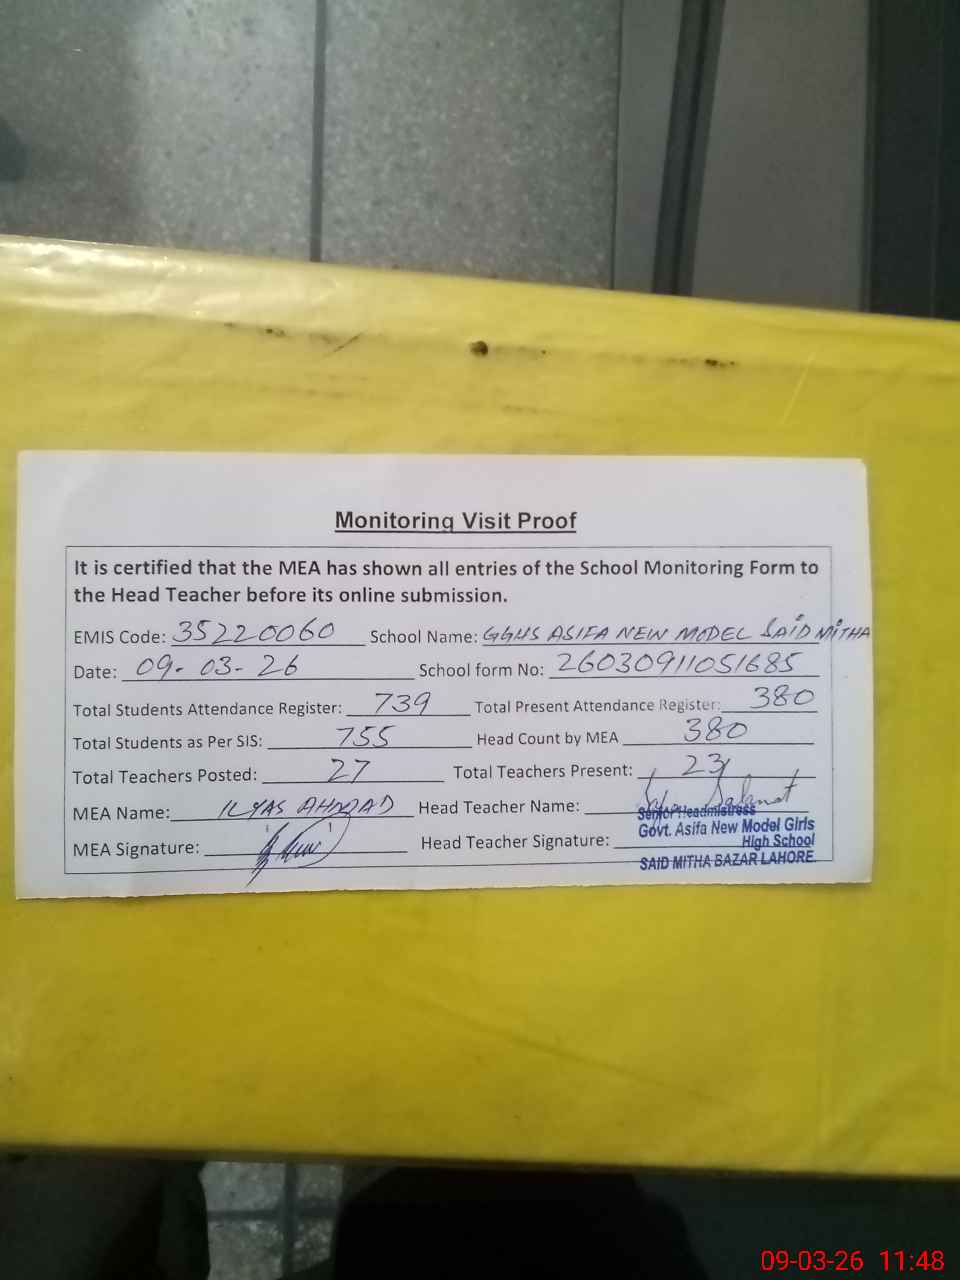 Monitoring Visit Proof
It is certified that the MEA has shown all entries of the School Monitoring Form to
the Head Teacher before its online submission.
EMIS Code: 35220060 School Name: GGHS ASIFA NEW MODEL SAID MITHA
Date: 09-03-26 School form No: 26030911051685
Total Students Attendance Register: 739 Total Present Attendance Register: 380
Total Students as Per SIS: 755 Head Count by MEA 380
Total Teachers Posted: 27 Total Teachers Present: 23
MEA Name: ILYAS AHMAD Head Teacher Name: Salamat
MEA Signature: Head Teacher Signature:
Senior Headmistress
Govt. Asifa New Model Girls
High School
SAID MITHA BAZAR LAHORE.
09-03-26 11:48